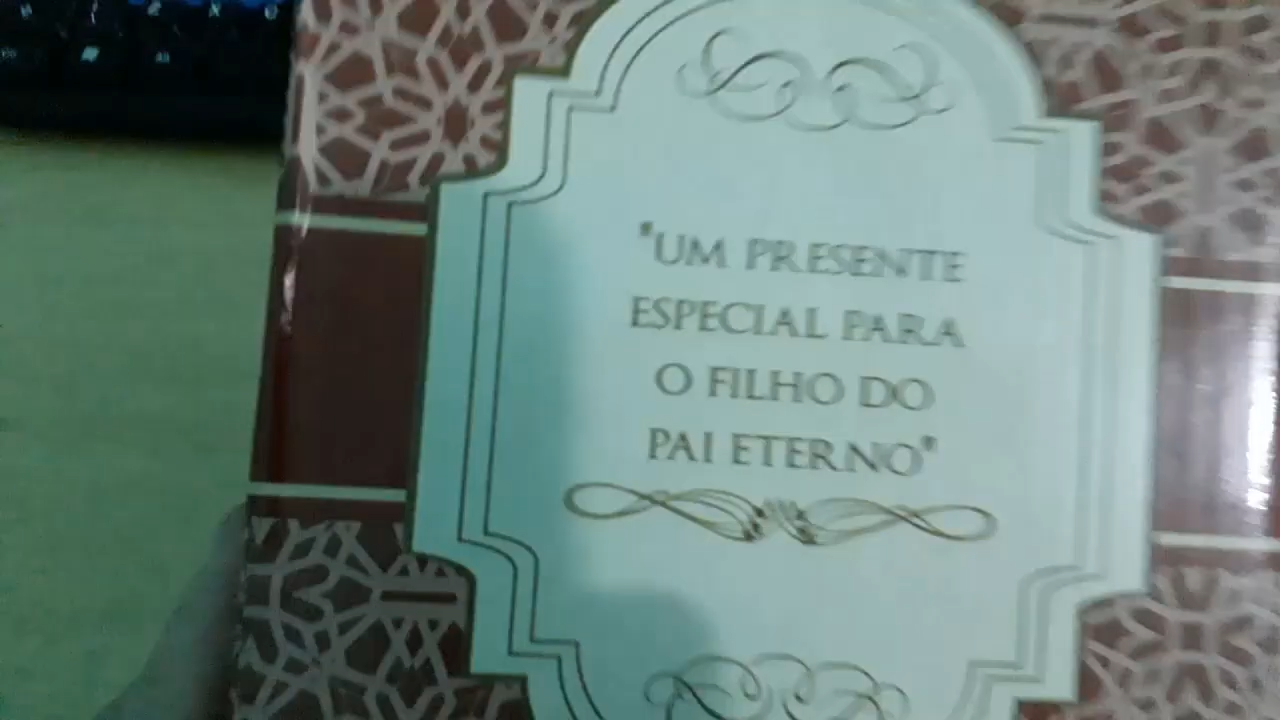 "UM PRESENTE
ESPECIAL PARA
O FILHO DO
PAI ETERNO"